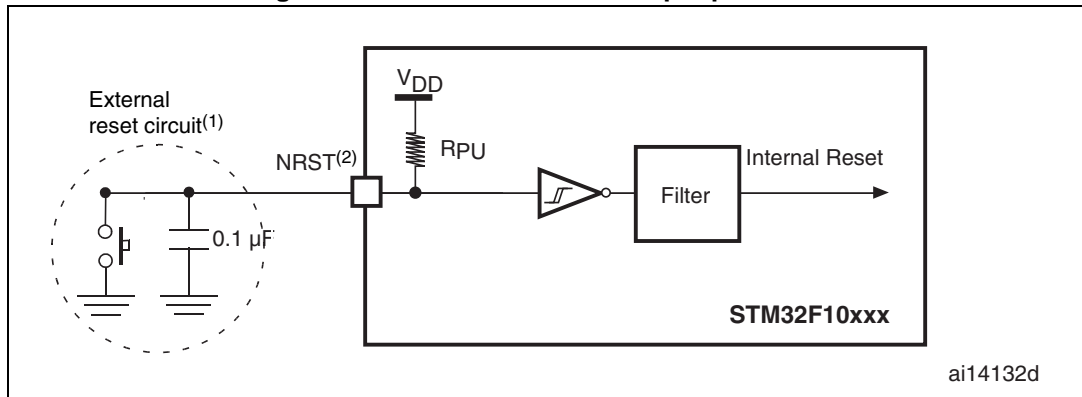 External
reset circuit(1)
NRST(2)
VDD
RPU
0.1 µF
Filter
Internal Reset
STM32F10xxx
ai14132d